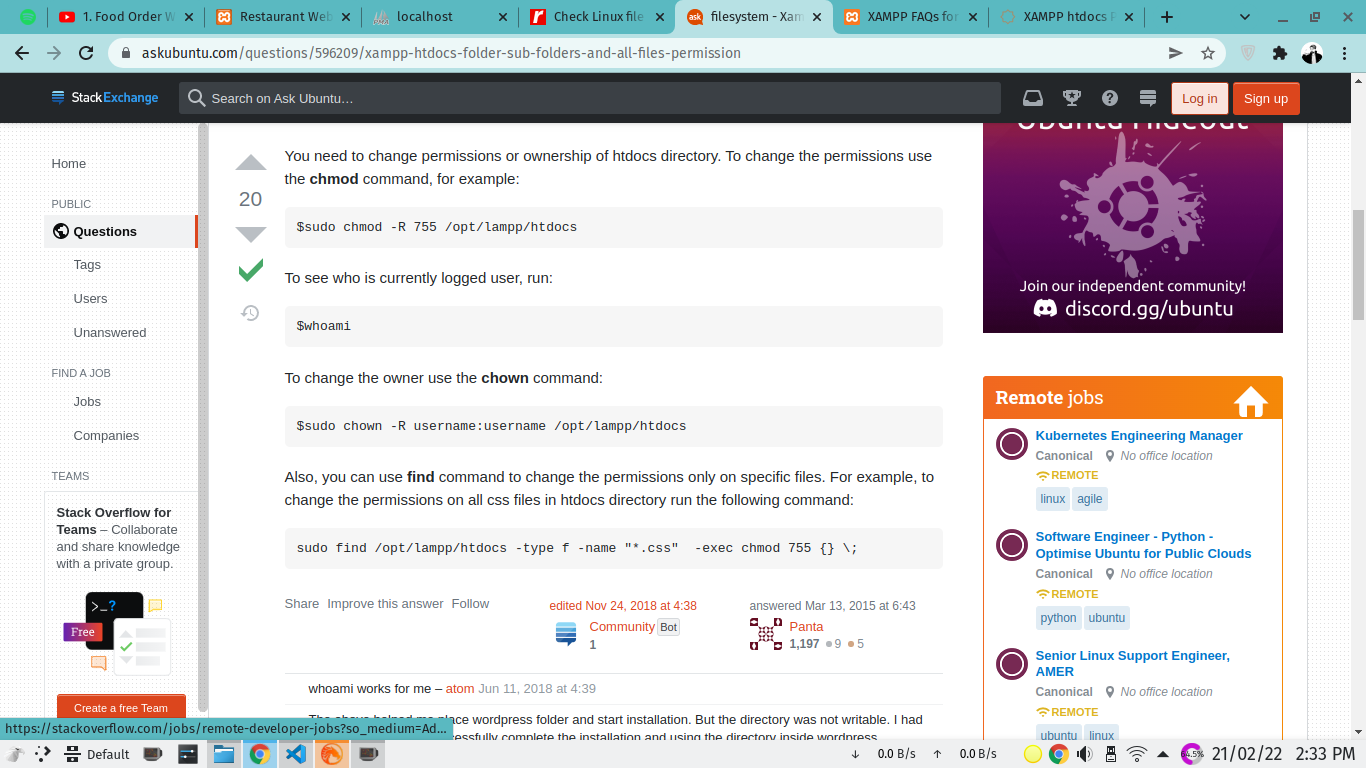 1. Food Order W
Restaurant Web
localhost
Check Linux file
ask
filesystem - Xam
XAMPP FAQs for
XAMPP htdocs P
askubuntu.com/questions/596209/xampp-htdocs-folder-sub-folders-and-all-files-permission
StackExchange
Search on Ask Ubuntu…
Log in
Sign up
Home
PUBLIC
Questions
Tags
Users
Unanswered
FIND A JOB
Jobs
Companies
TEAMS
Stack Overflow for
Teams – Collaborate
and share knowledge
with a private group.
>_?
Free
Create a free Team
20
You need to change permissions or ownership of htdocs directory. To change the permissions use
the chmod command, for example:
$sudo chmod -R 755 /opt/lampp/htdocs
To see who is currently logged user, run:
$whoami
To change the owner use the chown command:
$sudo chown -R username:username /opt/lampp/htdocs
Also, you can use find command to change the permissions only on specific files. For example, to
change the permissions on all css files in htdocs directory run the following command:
sudo find /opt/lampp/htdocs -type f -name "*.css"  -exec chmod 755 {} \;
Share Improve this answer Follow
edited Nov 24, 2018 at 4:38
Community Bot
1
answered Mar 13, 2015 at 6:43
Panta
1,197 9 5
whoami works for me – atom Jun 11, 2018 at 4:39
The above helped me place wordpress folder and start installation. But the directory was not writable. I had
cessfully complete the installation and using the directory inside wordpress
Ubuntu Hideout
Join our independent community!
discord.gg/ubuntu
Remote jobs
Kubernetes Engineering Manager
Canonical No office location
REMOTE
linux agile
Software Engineer - Python -
Optimise Ubuntu for Public Clouds
Canonical No office location
REMOTE
python ubuntu
Senior Linux Support Engineer,
AMER
Canonical No office location
REMOTE
ubuntu linux
https://stackoverflow.com/jobs/remote-developer-jobs?so_medium=Ad...
Default
↓ 0.0 B/s ↑ 0.0 B/s
21/02/22 2:33 PM